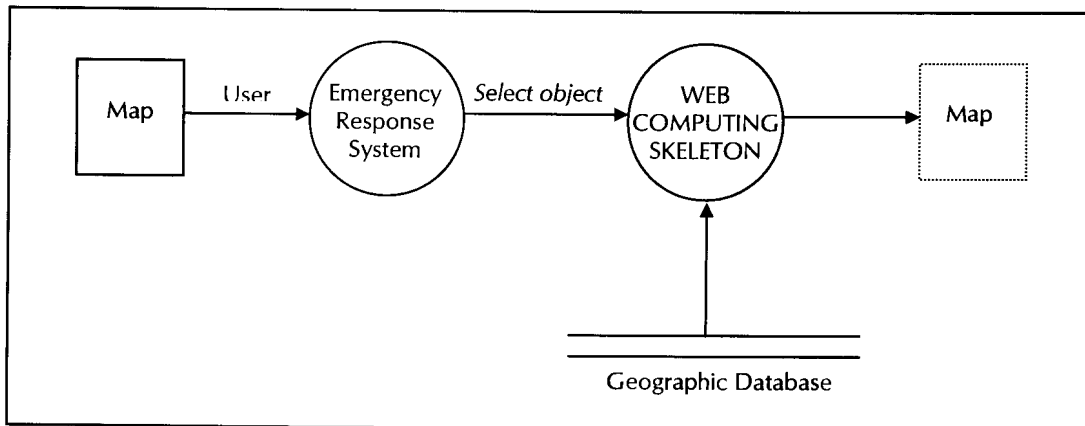 Map
User
Emergency
Response
System
Select object
WEB
COMPUTING
SKELETON
Map
Geographic Database